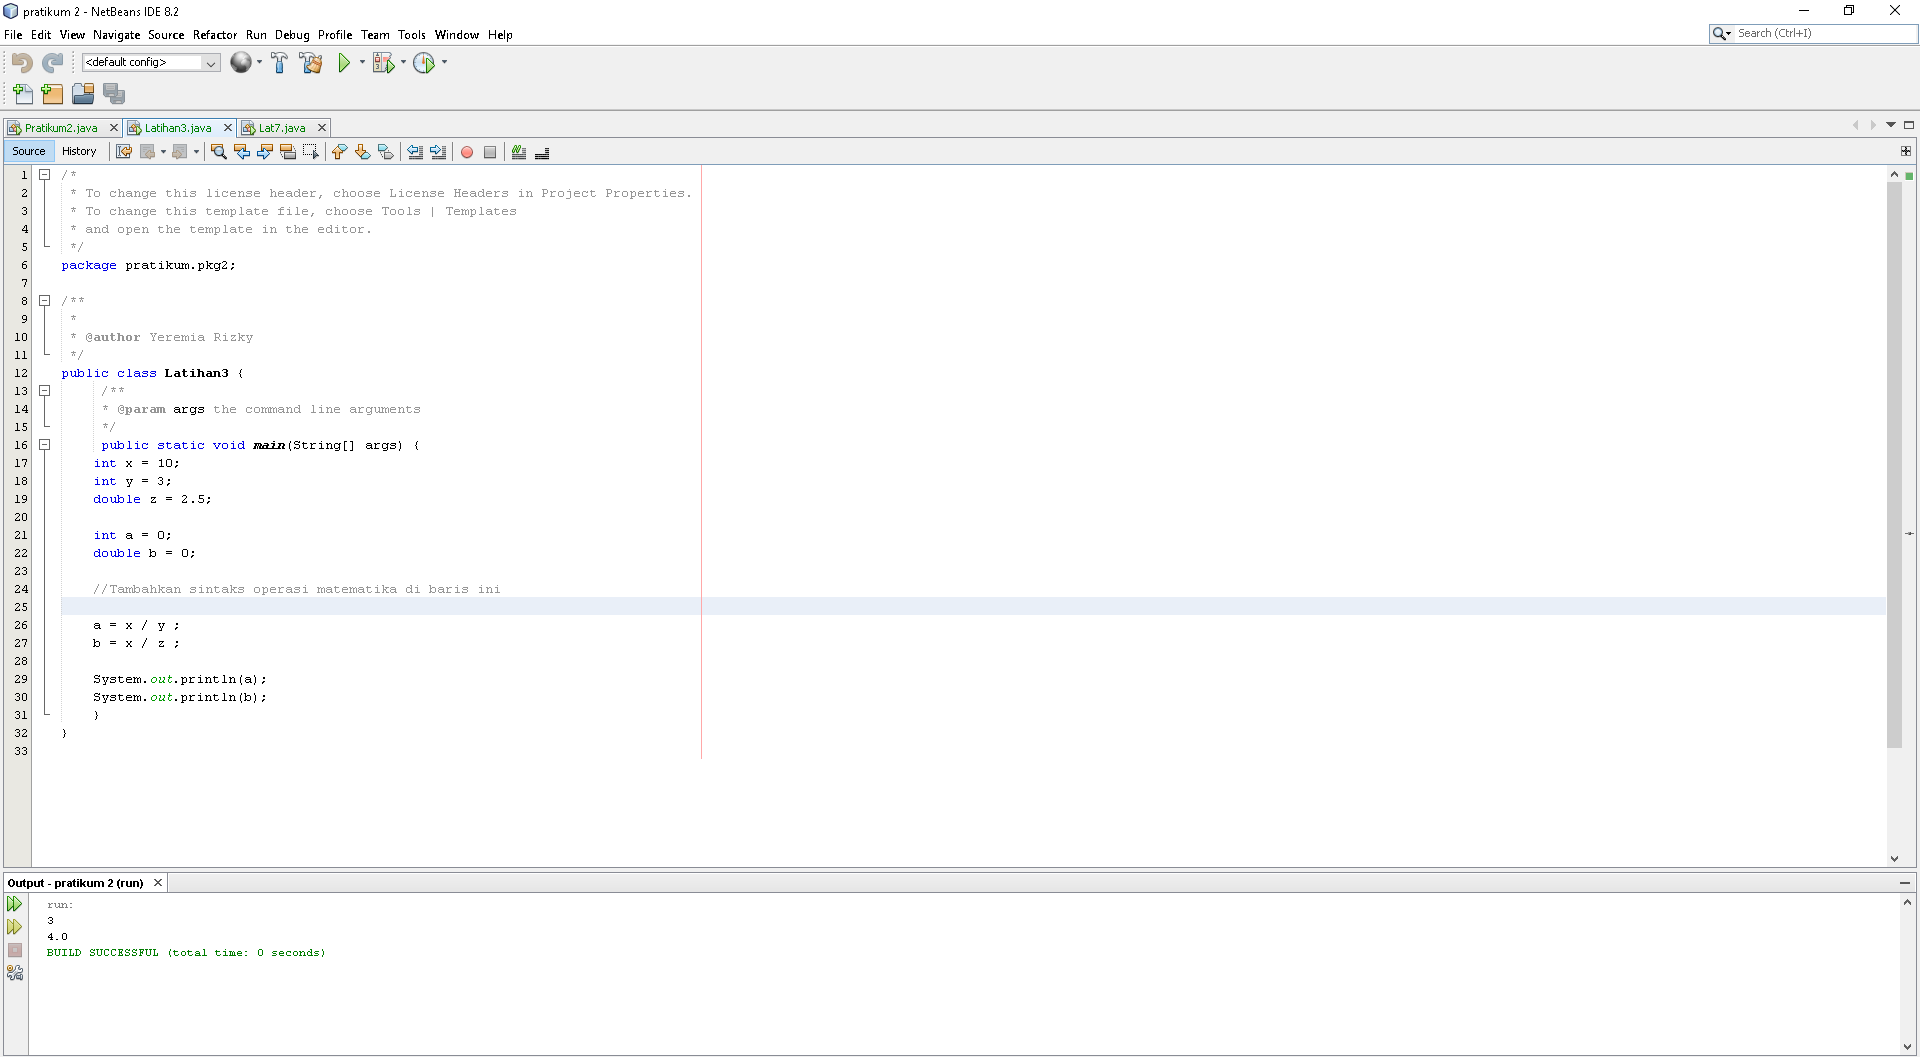 pratikum 2 - NetBeans IDE 8.2
File Edit View Navigate Source Refactor Run Debug Profile Team Tools Window Help
Search (Ctrl+I)
<default config>
Pratikum2.java
Latihan3.java
Lat7.java
Source History
1 /*
2 * To change this license header, choose License Headers in Project Properties.
3 * To change this template file, choose Tools | Templates
4 * and open the template in the editor.
5 */
6 package pratikum.pkg2;
7
8 /**
9 *
10 * @author Yeremia Rizky
11 */
12 public class Latihan3 {
13 /**
14 * @param args the command line arguments
15 */
16 public static void main(String[] args) {
17 int x = 10;
18 int y = 3;
19 double z = 2.5;
20
21 int a = 0;
22 double b = 0;
23
24 //Tambahkan sintaks operasi matematika di baris ini
25
26 a = x / y ;
27 b = x / z ;
28
29 System.out.println(a);
30 System.out.println(b);
31 }
32 }
33
Output - pratikum 2 (run)
run:
3
4.0
BUILD SUCCESSFUL (total time: 0 seconds)